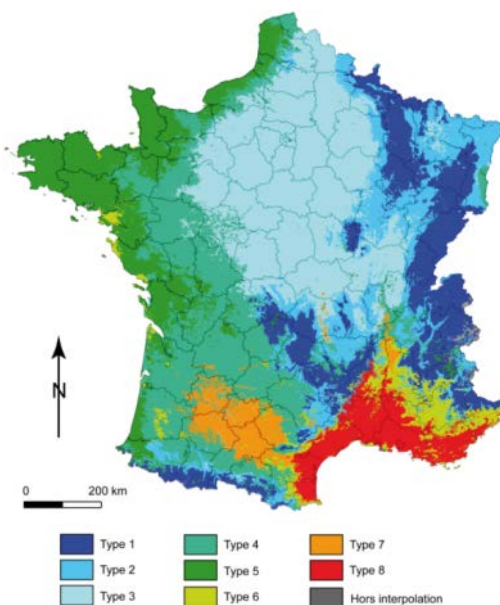 N
0 200 km
Type 1 Type 4 Type 7
Type 2 Type 5 Type 8
Type 3 Type 6 Hors interpolation